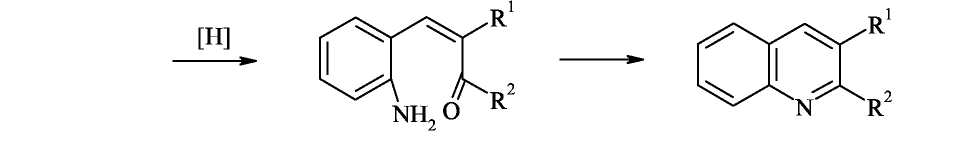 [H]
R¹
R²
NH₂
O
R¹
R²
N